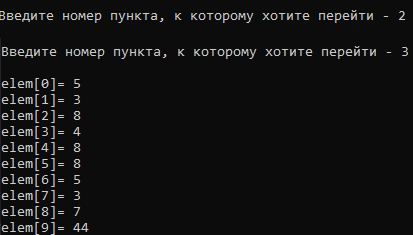 Введите номер пункта, к которому хотите перейти - 2
Введите номер пункта, к которому хотите перейти - 3
elem[0]= 5
elem[1]= 3
elem[2]= 8
elem[3]= 4
elem[4]= 8
elem[5]= 8
elem[6]= 5
elem[7]= 3
elem[8]= 7
elem[9]= 44